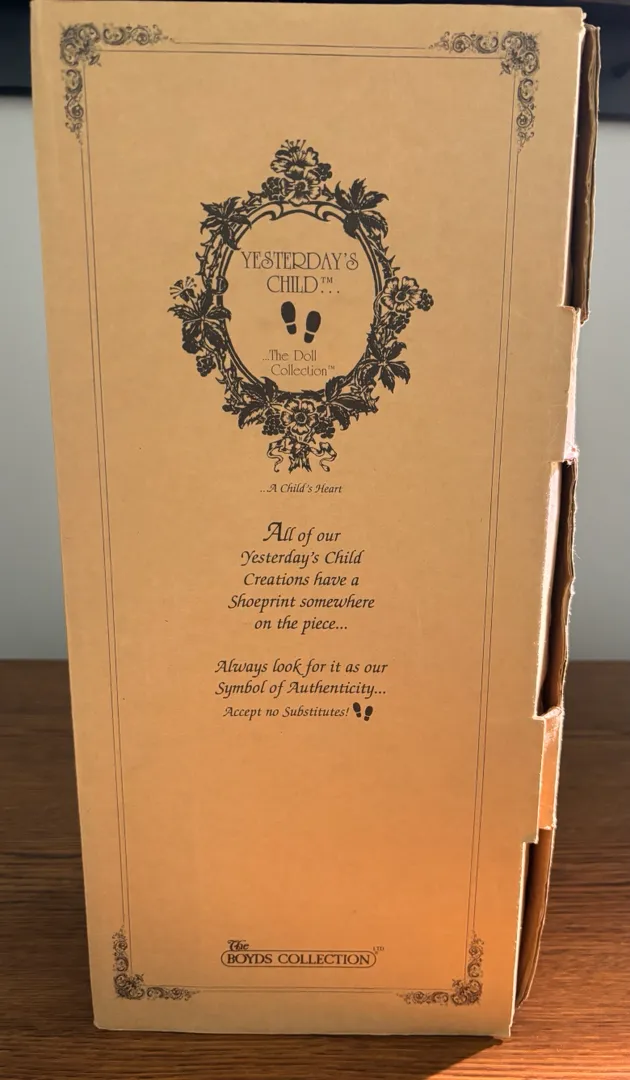 YESTERDAY'S
CHILD™...
...The Doll
Collection™
...A Child's Heart
All of our
Yesterday's Child
Creations have a
Shoeprint somewhere
on the piece...
Always look for it as our
Symbol of Authenticity...
Accept no Substitutes!
The
BOYDS COLLECTION LTD